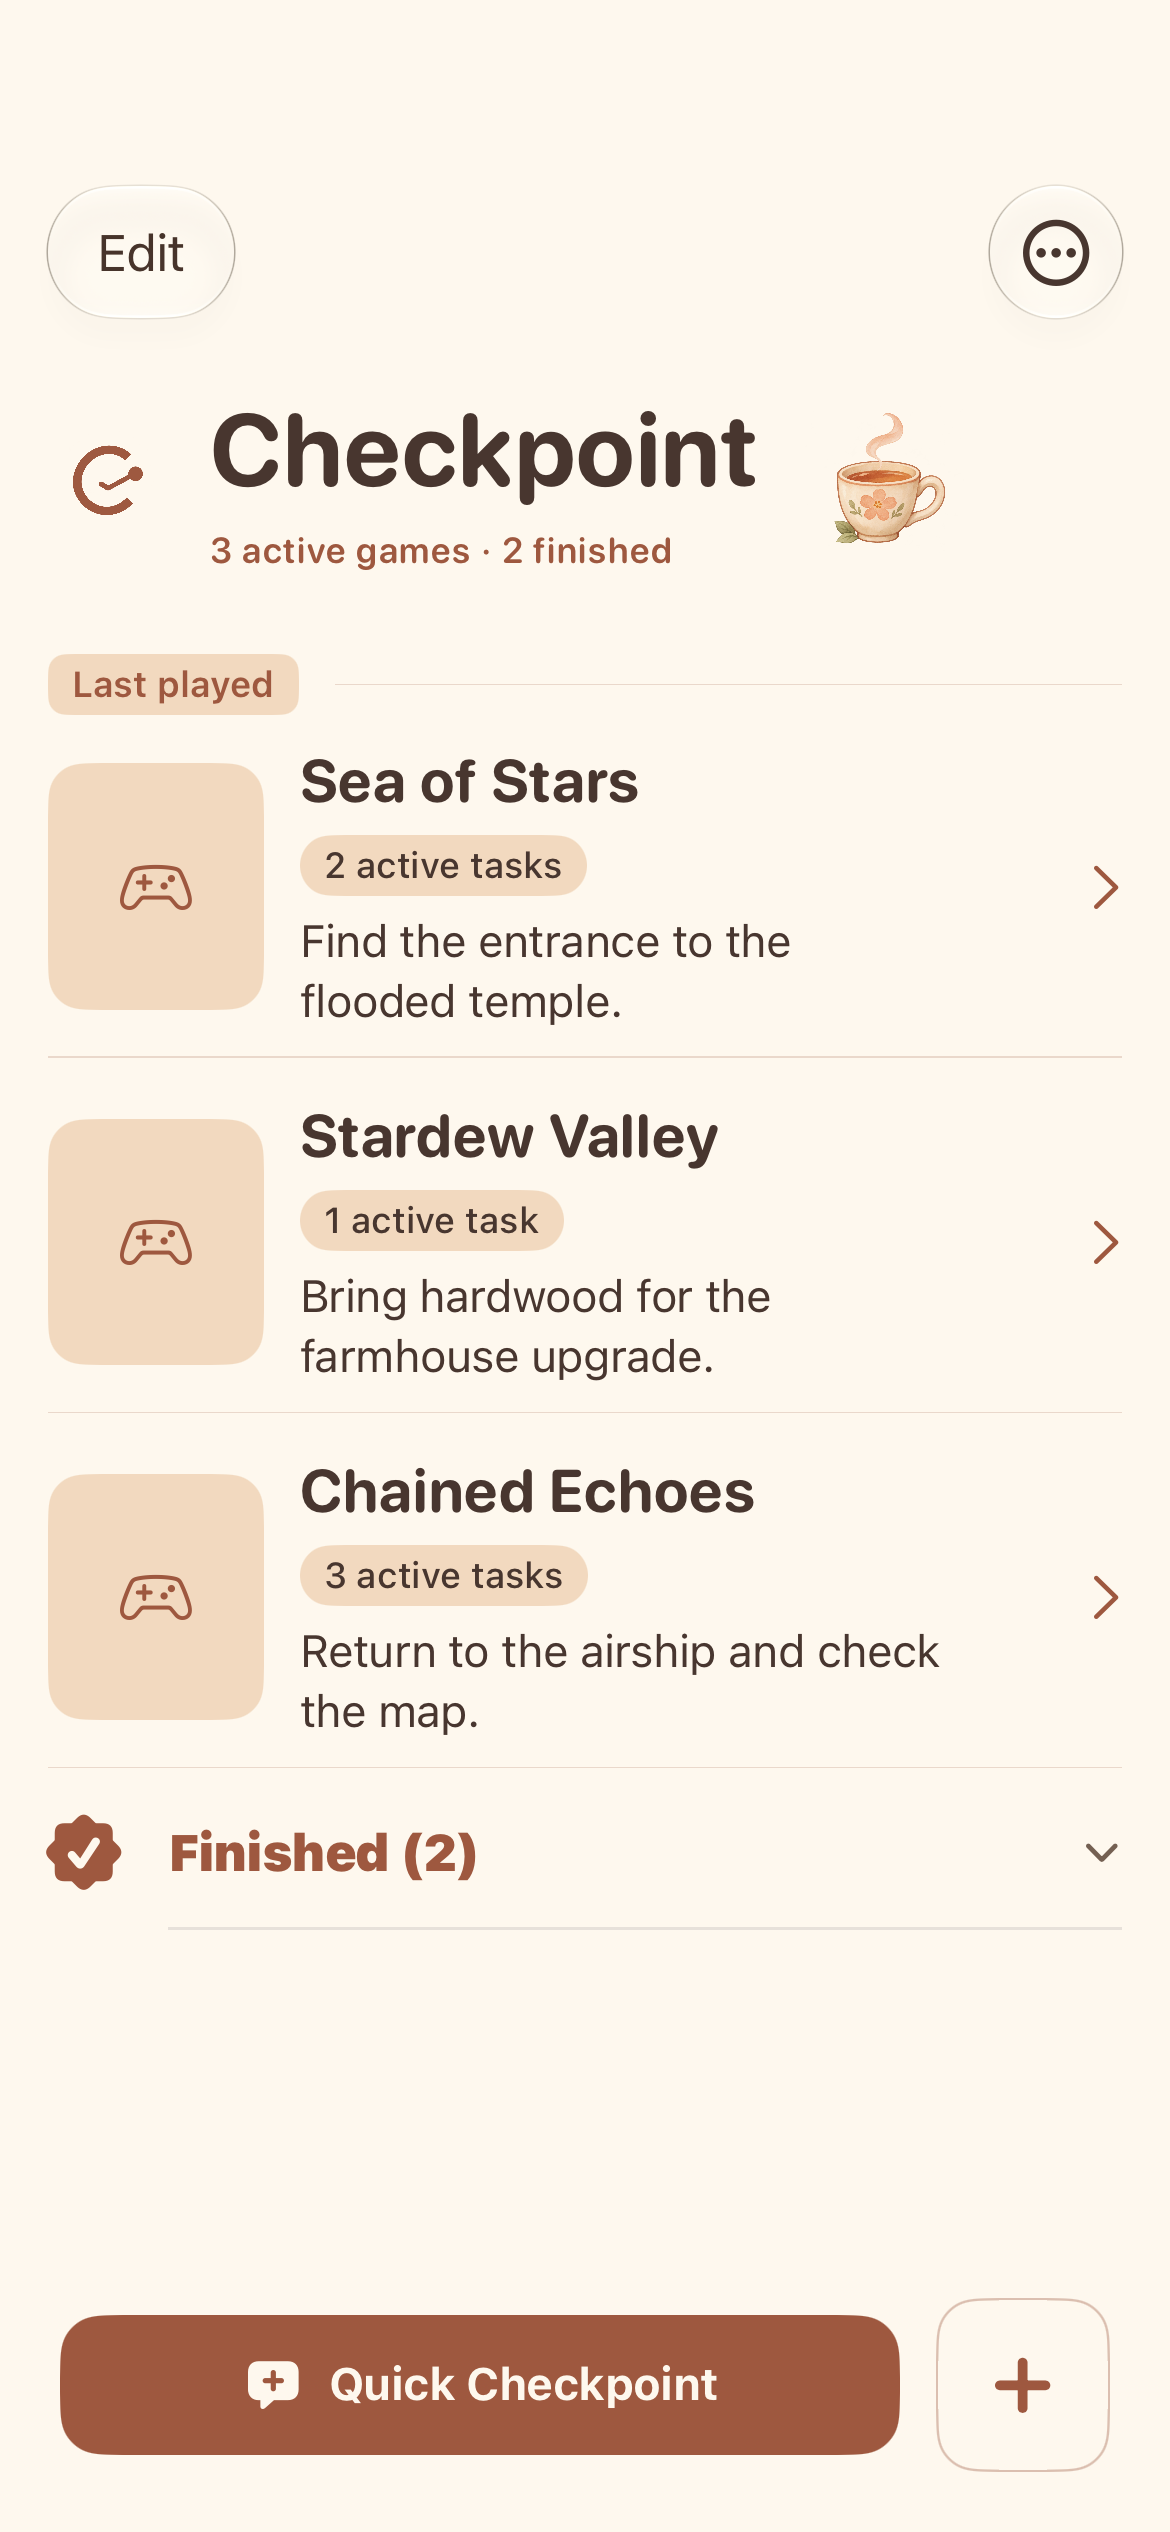 Edit
Checkpoint
3 active games · 2 finished
Last played
Sea of Stars
2 active tasks
Find the entrance to the
flooded temple.
Stardew Valley
1 active task
Bring hardwood for the
farmhouse upgrade.
Chained Echoes
3 active tasks
Return to the airship and check
the map.
Finished (2)
Quick Checkpoint